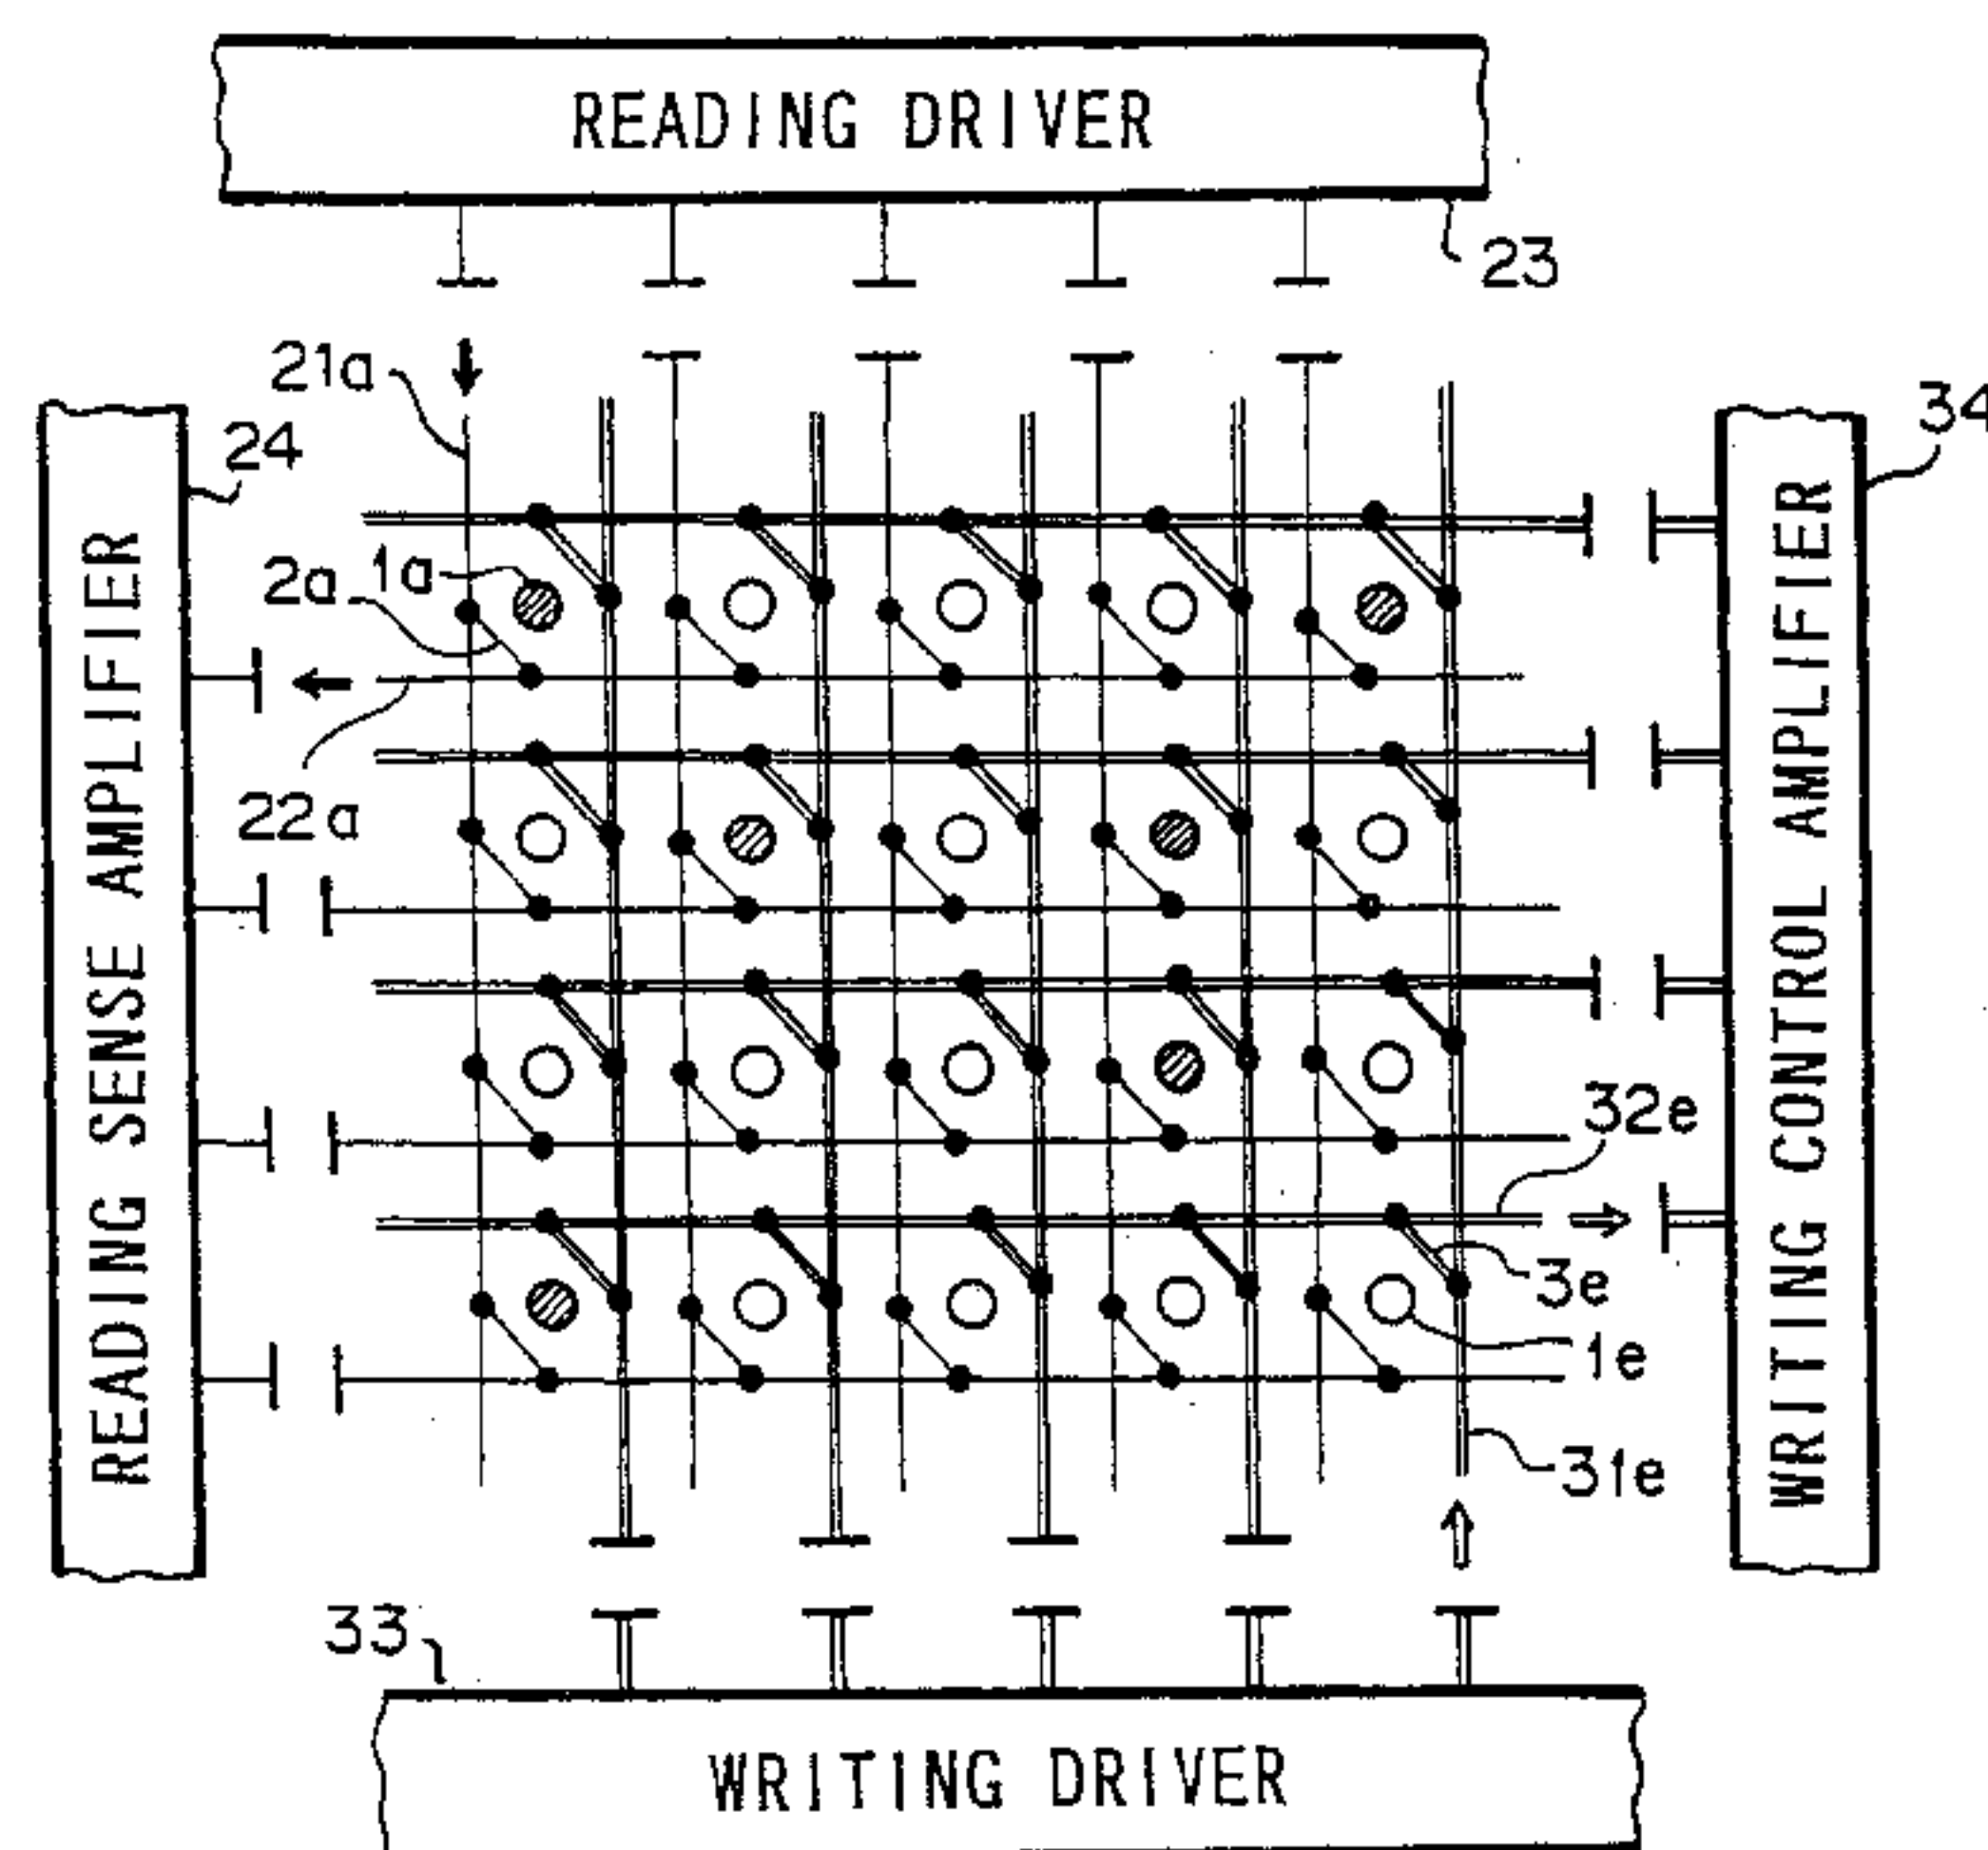 READING DRIVER
23
21a
34
24
1a
2a
22a
READING SENSE AMPLIFIER
WRITING CONTROL AMPLIFIER
32e
3e
1e
31e
33
WRITING DRIVER